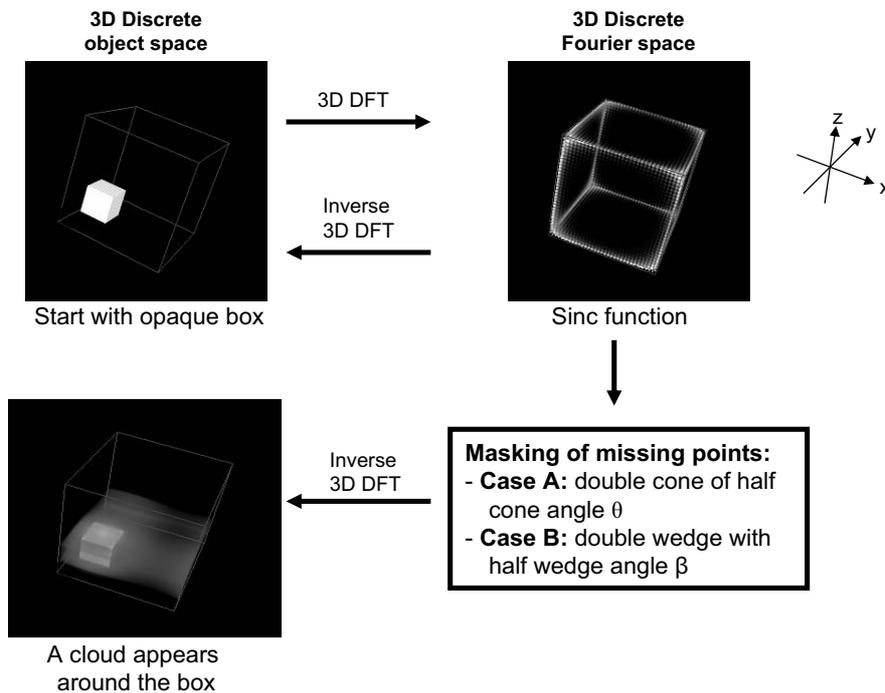 3D Discrete
object space
3D Discrete
Fourier space
3D DFT
Inverse
3D DFT
z
y
x
Start with opaque box
Sinc function
Masking of missing points:
- Case A: double cone of half
cone angle θ
- Case B: double wedge with
half wedge angle β
Inverse
3D DFT
A cloud appears
around the box